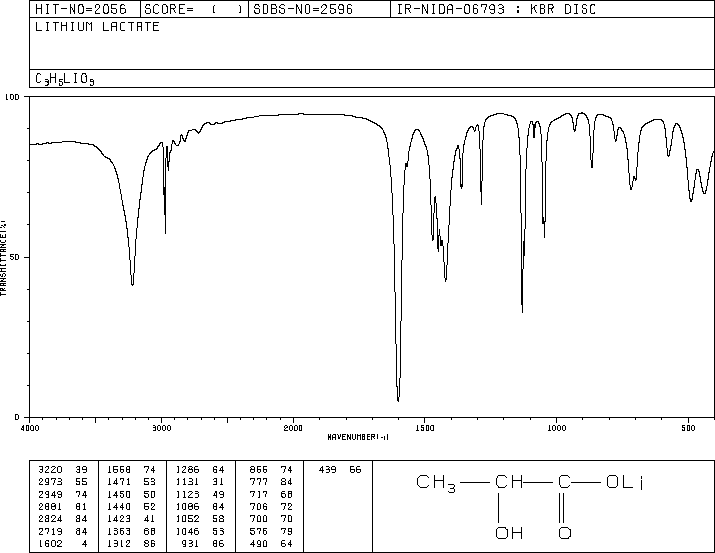 HIT-NO=2056 SCORE= ( ) SDBS-NO=2596 IR-NIDA-06793 : KBR DISC
LITHIUM LACTATE
C3H5LIO3
100
50
0
TRANSMITTANCE(%)
4000 3000 2000 1500 1000 500
WAVENUMBER(-1)
3220 39 1568 74 1286 64 866 74 439 66
2973 55 1471 53 1131 31 777 84
2949 74 1450 50 1123 49 717 68
2881 81 1440 52 1086 84 706 72
2824 84 1423 41 1052 58 700 70
2719 84 1363 68 1046 53 576 79
1602 4 1312 86 931 86 490 64
CH3 CH C OLi
OH O